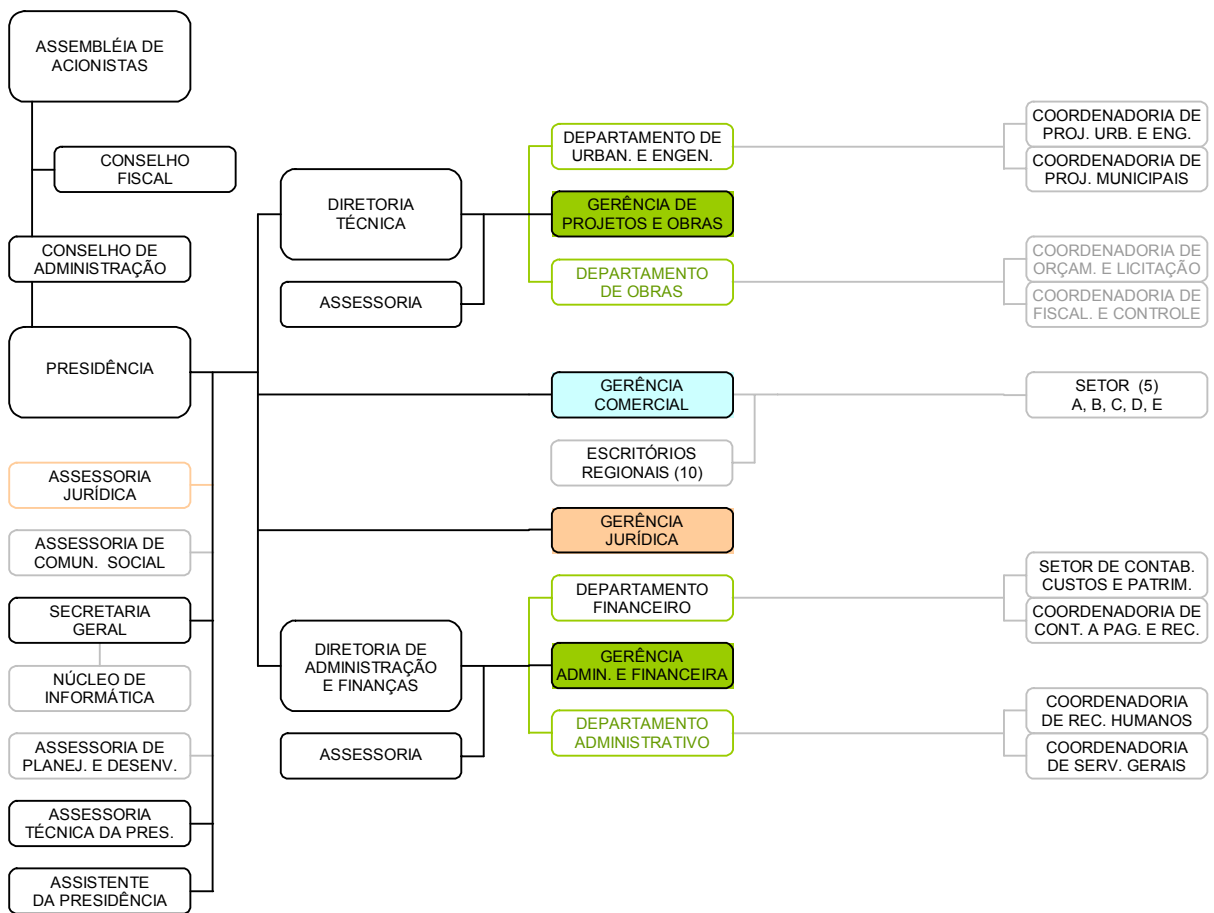 ASSEMBLÉIA DE
ACIONISTAS
CONSELHO
FISCAL
CONSELHO DE
ADMINISTRAÇÃO
PRESIDÊNCIA
ASSESSORIA
JURÍDICA
ASSESSORIA DE
COMUN. SOCIAL
SECRETARIA
GERAL
NÚCLEO DE
INFORMÁTICA
ASSESSORIA DE
PLANEJ. E DESENV.
ASSESSORIA
TÉCNICA DA PRES.
ASSISTENTE
DA PRESIDÊNCIA
DIRETORIA
TÉCNICA
ASSESSORIA
DIRETORIA DE
ADMINISTRAÇÃO
E FINANÇAS
ASSESSORIA
DEPARTAMENTO DE
URBAN. E ENGEN.
GERÊNCIA DE
PROJETOS E OBRAS
DEPARTAMENTO
DE OBRAS
GERÊNCIA
COMERCIAL
ESCRITÓRIOS
REGIONAIS (10)
GERÊNCIA
JURÍDICA
DEPARTAMENTO
FINANCEIRO
GERÊNCIA
ADMIN. E FINANCEIRA
DEPARTAMENTO
ADMINISTRATIVO
COORDENADORIA DE
PROJ. URB. E ENG.
COORDENADORIA DE
PROJ. MUNICIPAIS
COORDENADORIA DE
ORÇAM. E LICITAÇÃO
COORDENADORIA DE
FISCAL. E CONTROLE
SETOR (5)
A, B, C, D, E
SETOR DE CONTAB.
CUSTOS E PATRIM.
COORDENADORIA DE
CONT. A PAG. E REC.
COORDENADORIA
DE REC. HUMANOS
COORDENADORIA
DE SERV. GERAIS